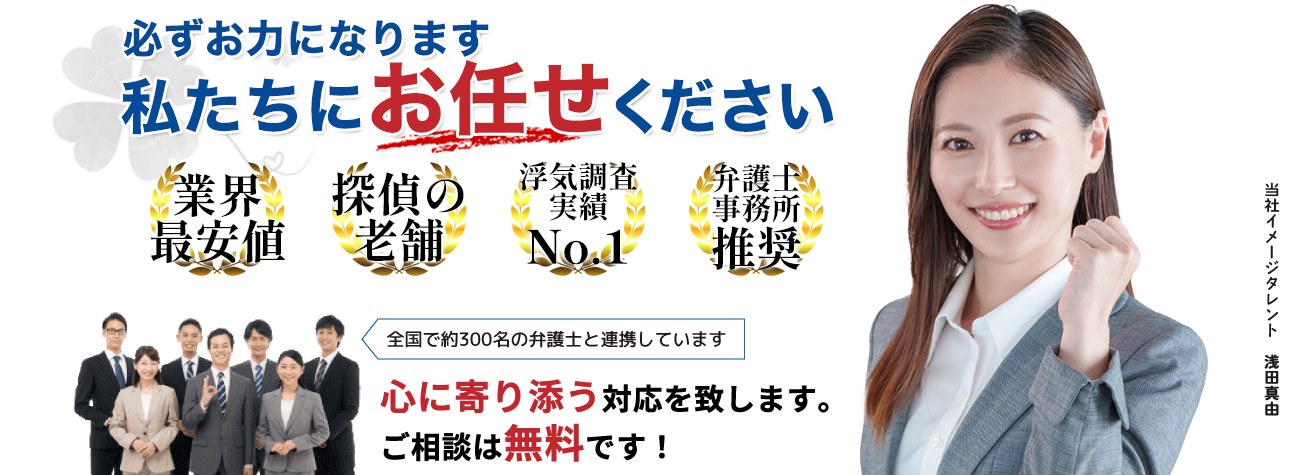 必ずお力になります
私たちにお任せください
業界
最安値
探偵の
老舗
浮気調査
実績
No.1
弁護士
事務所
推奨
全国で約300名の弁護士と連携しています
心に寄り添う対応を致します。
ご相談は無料です！
当社イメージタレント 浅田真由